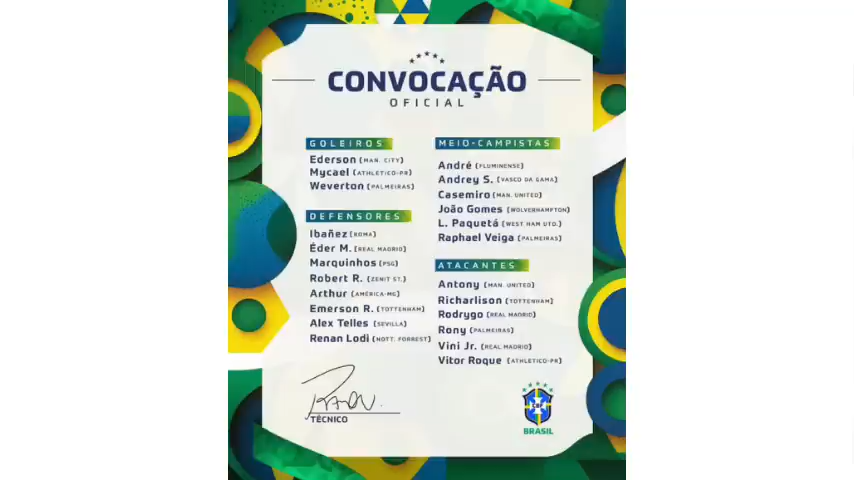 CONVOCAÇÃO
OFICIAL
GOLEIROS
Ederson (MAN. CITY)
Mycael (ATHLETICO-PR)
Weverton (PALMEIRAS)
DEFENSORES
Ibañez (ROMA)
Éder M. (REAL MADRID)
Marquinhos (PSG)
Robert R. (ZENIT ST.)
Arthur (AMÉRICA-MG)
Emerson R. (TOTTENHAM)
Alex Telles (SEVILLA)
Renan Lodi (NOTT. FORREST)
MEIO-CAMPISTAS
André (FLUMINENSE)
Andrey S. (VASCO DA GAMA)
Casemiro (MAN. UNITED)
João Gomes (WOLVERHAMPTON)
L. Paquetá (WEST HAM UTD.)
Raphael Veiga (PALMEIRAS)
ATACANTES
Antony (MAN. UNITED)
Richarlison (TOTTENHAM)
Rodrygo (REAL MADRID)
Rony (PALMEIRAS)
Vini Jr. (REAL MADRID)
Vitor Roque (ATHLETICO-PR)
TÉCNICO
CBF
BRASIL